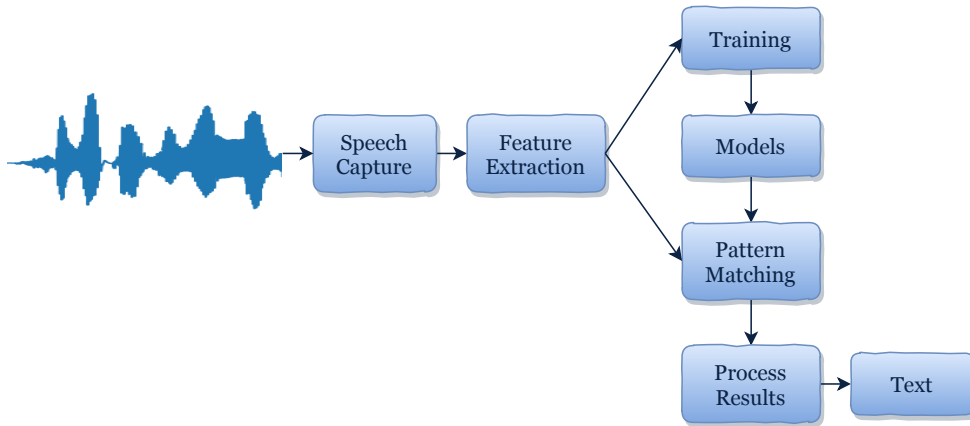 Training
Speech
Capture
Feature
Extraction
Models
Pattern
Matching
Process
Results
Text